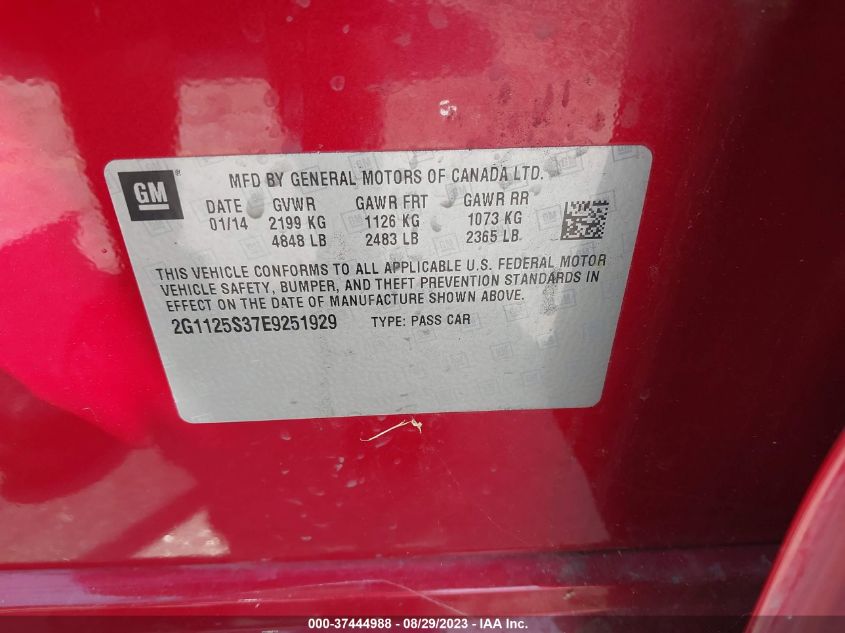 GM
MFD BY GENERAL MOTORS OF CANADA LTD.
DATE GVWR GAWR FRT GAWR RR
01/14 2199 KG 1126 KG 1073 KG
4848 LB 2483 LB 2365 LB
THIS VEHICLE CONFORMS TO ALL APPLICABLE U.S. FEDERAL MOTOR
VEHICLE SAFETY, BUMPER, AND THEFT PREVENTION STANDARDS IN
EFFECT ON THE DATE OF MANUFACTURE SHOWN ABOVE.
2G1125S37E9251929 TYPE: PASS CAR
000-37444988 - 08/29/2023 - IAA Inc.